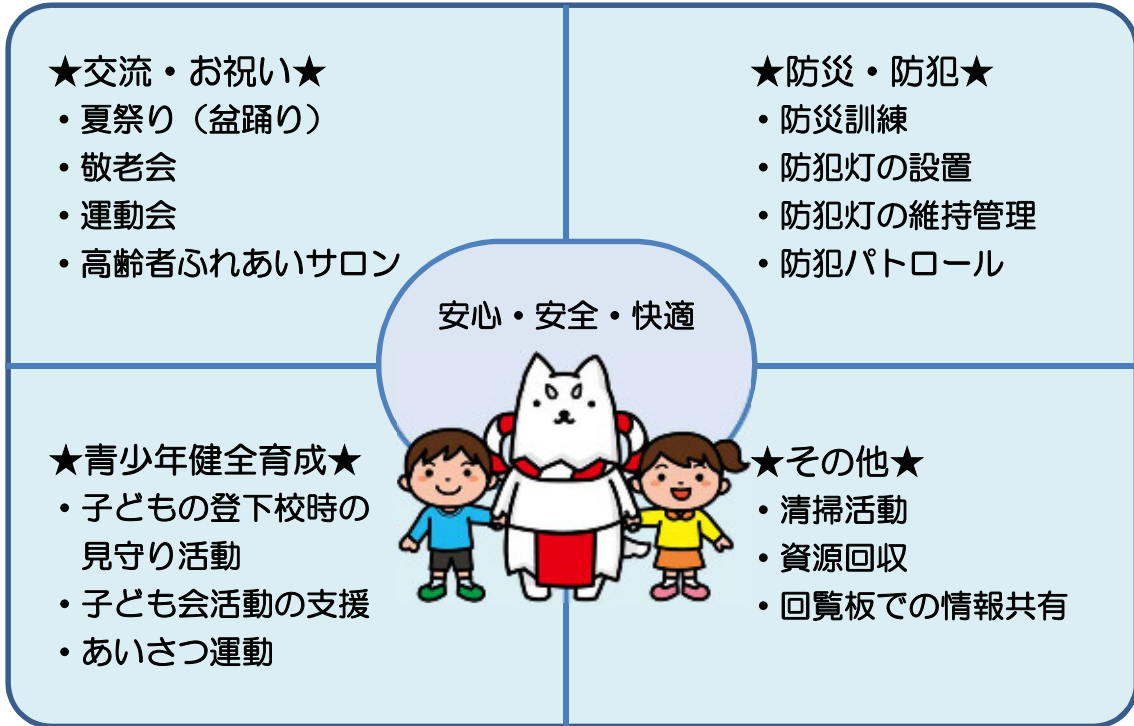 ★交流・お祝い★
・夏祭り（盆踊り）
・敬老会
・運動会
・高齢者ふれあいサロン
★防災・防犯★
・防災訓練
・防犯灯の設置
・防犯灯の維持管理
・防犯パトロール
安心・安全・快適
★青少年健全育成★
・子どもの登下校時の
見守り活動
・子ども会活動の支援
・あいさつ運動
★その他★
・清掃活動
・資源回収
・回覧板での情報共有